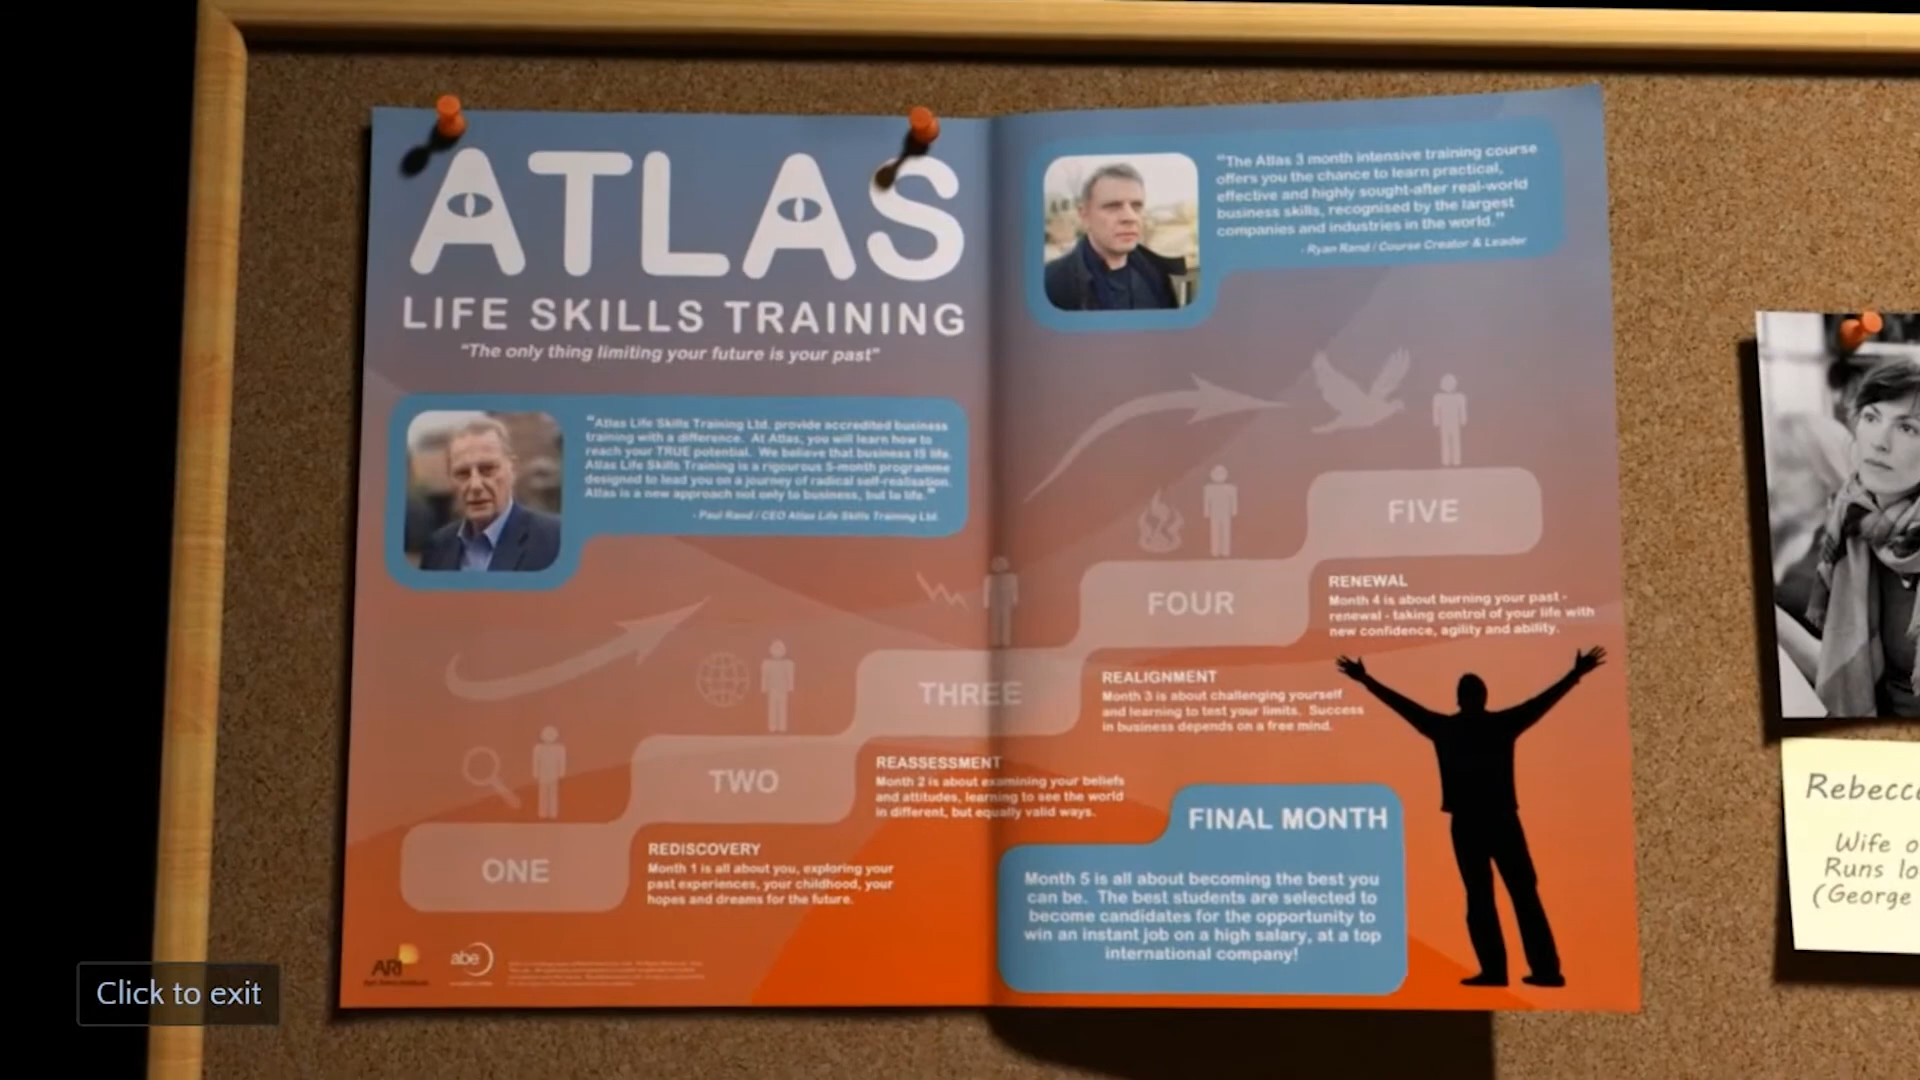 ATLAS
LIFE SKILLS TRAINING
"The only thing limiting your future is your past"
"Atlas Life Skills Training Ltd. provide accredited business
training with a difference. At Atlas, you will learn how to
reach your TRUE potential. We believe that business IS life.
Atlas Life Skills Training is a rigourous 5-month programme
designed to lead you on a journey of radical self-realisation.
Atlas is a new approach not only to business, but to life."
- Paul Rand / CEO Atlas Life Skills Training Ltd.
"The Atlas 3 month intensive training course
offers you the chance to learn practical,
effective and highly sought-after real-world
business skills, recognised by the largest
companies and industries in the world."
- Ryan Rand / Course Creator & Leader
ONE
REDISCOVERY
Month 1 is all about you, exploring your
past experiences, your childhood, your
hopes and dreams for the future.
TWO
REASSESSMENT
Month 2 is about examining your beliefs
and attitudes, learning to see the world
in different, but equally valid ways.
THREE
REALIGNMENT
Month 3 is about challenging yourself
and learning to test your limits. Success
in business depends on a free mind.
FOUR
RENEWAL
Month 4 is about burning your past -
renewal - taking control of your life with
new confidence, agility and ability.
FIVE
FINAL MONTH
Month 5 is all about becoming the best you
can be. The best students are selected to
become candidates for the opportunity to
win an instant job on a high salary, at a top
international company!
ARI
abe
Rebecc
Wife o
Runs lo
(George
Click to exit